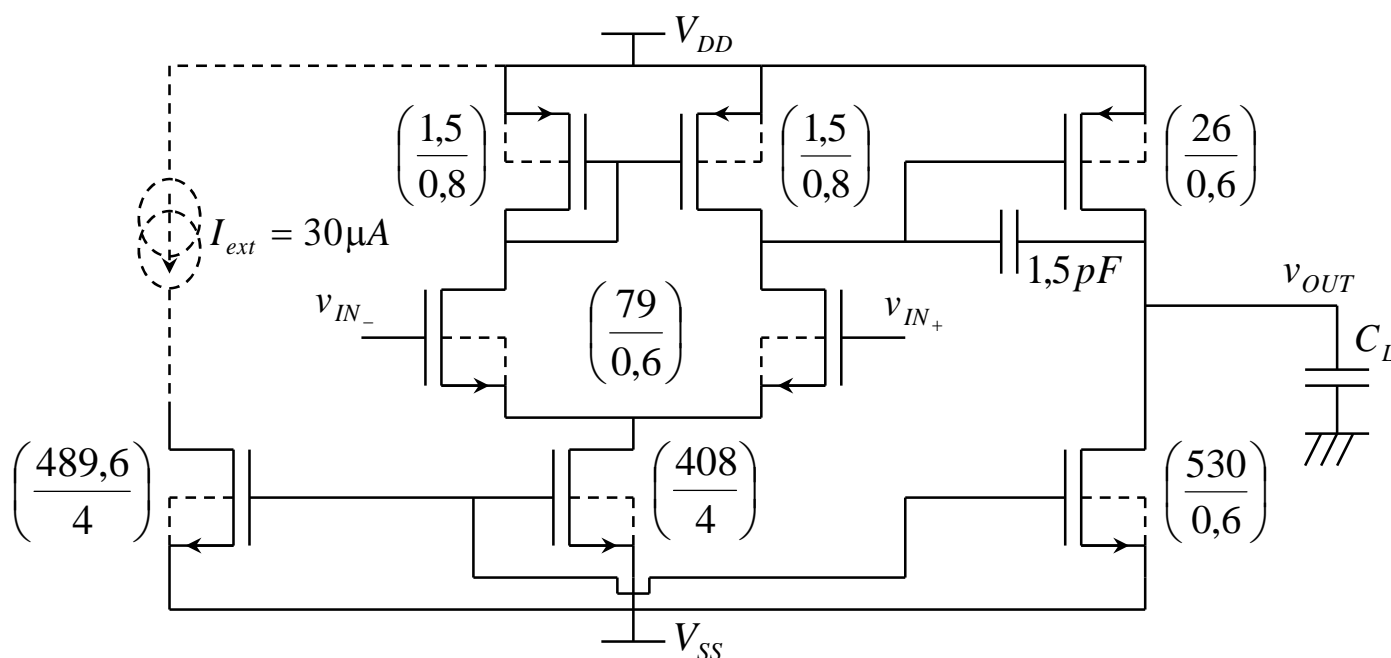 V_DD
(1,5/0,8)
(1,5/0,8)
(26/0,6)
I_ext = 30μA
1,5pF
v_IN−
(79/0,6)
v_IN+
v_OUT
C_L
(489,6/4)
(408/4)
(530/0,6)
V_SS